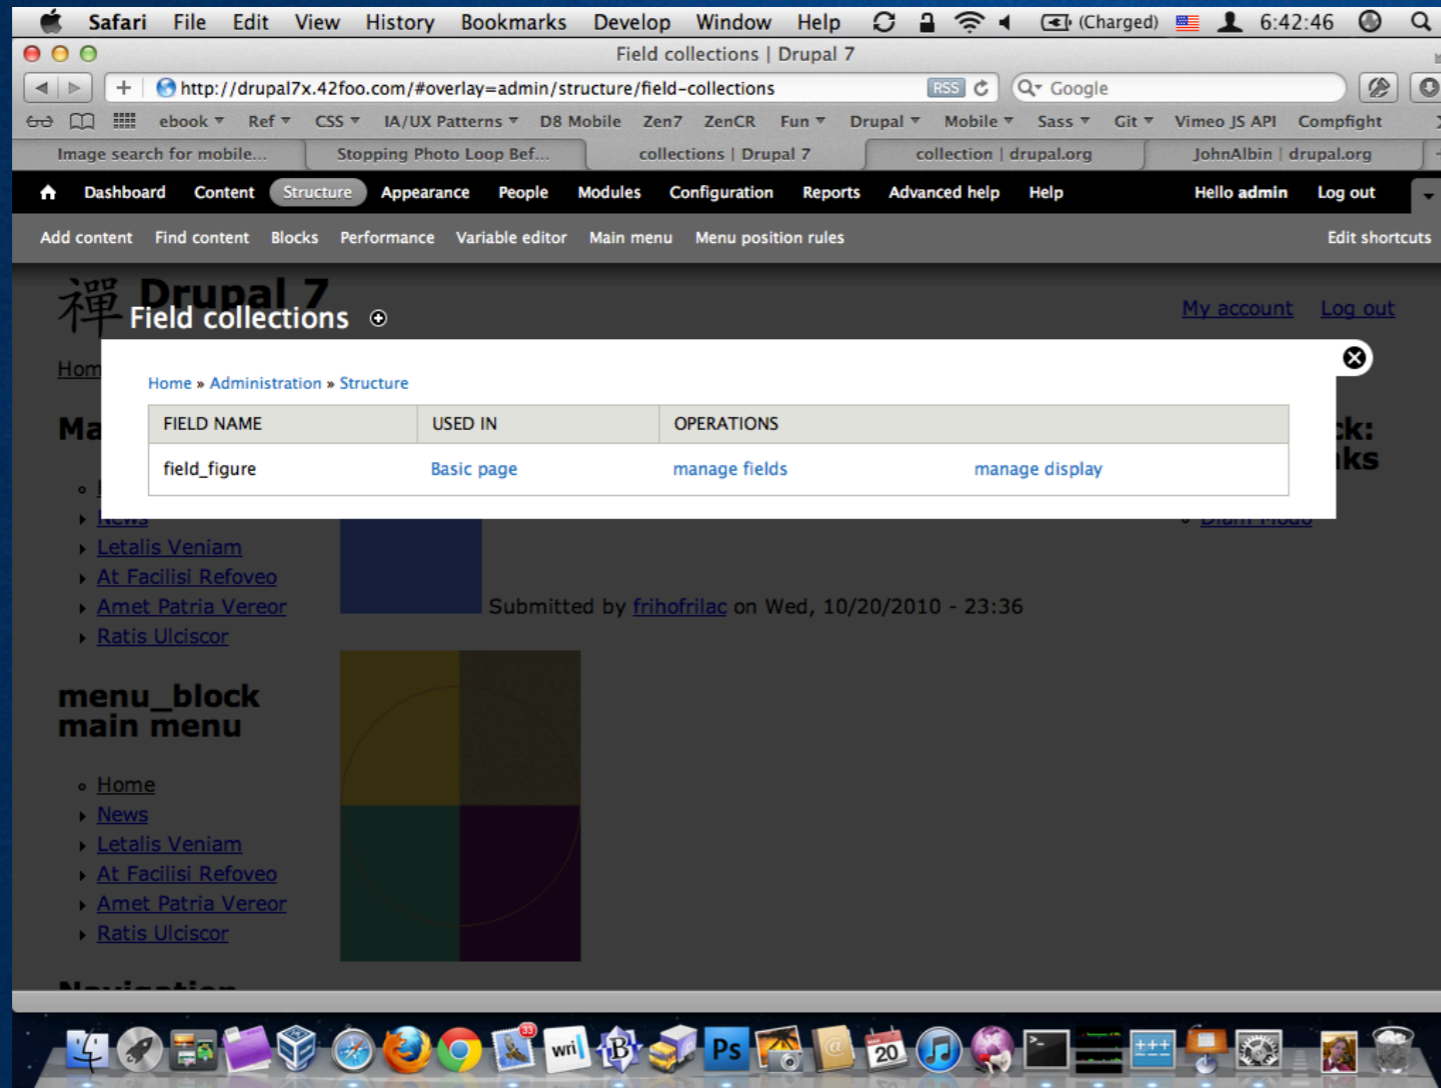 Safari File Edit View History Bookmarks Develop Window Help (Charged) 6:42:46
Field collections | Drupal 7
http://drupal7x.42foo.com/#overlay=admin/structure/field-collections RSS Google
ebook Ref CSS IA/UX Patterns D8 Mobile Zen7 ZenCR Fun Drupal Mobile Sass Git Vimeo JS API Compfight
Image search for mobile... Stopping Photo Loop Bef... collections | Drupal 7 collection | drupal.org JohnAlbin | drupal.org
Dashboard Content Structure Appearance People Modules Configuration Reports Advanced help Help Hello admin Log out
Add content Find content Blocks Performance Variable editor Main menu Menu position rules Edit shortcuts
禪 Drupal 7
My account Log out
Field collections
Home » Administration » Structure
FIELD NAME USED IN OPERATIONS
field_figure Basic page manage fields manage display
News
Letalis Veniam
At Facilisi Refoveo
Amet Patria Vereor
Ratis Ulciscor
Diam Modo
Submitted by frihofrilac on Wed, 10/20/2010 - 23:36
menu_block
main menu
Home
News
Letalis Veniam
At Facilisi Refoveo
Amet Patria Vereor
Ratis Ulciscor
Navigation
33
wri
B
Ps
20